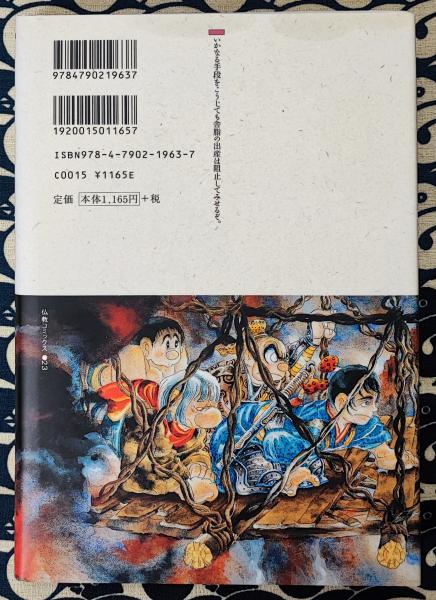 9784790219637
1920015011657
ISBN978-4-7902-1963-7
C0015 ¥1165E
定価 本体1,165円+税
いかなる手段をこうじても舎脂の出産は阻止してみせるぞ。
仏教コミックス●23